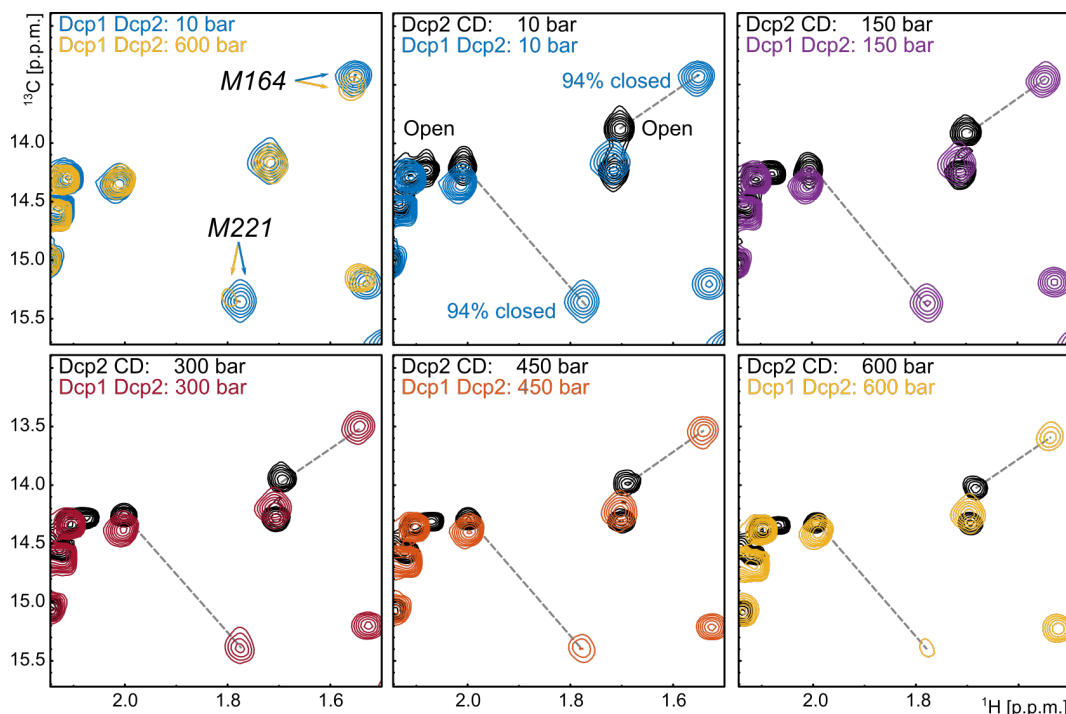 Dcp1 Dcp2: 10 bar
Dcp1 Dcp2: 600 bar
M164
M221
¹³C [p.p.m.]
14.0
14.5
15.0
15.5
Dcp2 CD: 10 bar
Dcp1 Dcp2: 10 bar
94% closed
Open
Open
94% closed
Dcp2 CD: 150 bar
Dcp1 Dcp2: 150 bar
Dcp2 CD: 300 bar
Dcp1 Dcp2: 300 bar
13.5
14.0
14.5
15.0
15.5
2.0
1.8
1.6
Dcp2 CD: 450 bar
Dcp1 Dcp2: 450 bar
2.0
1.8
1.6
Dcp2 CD: 600 bar
Dcp1 Dcp2: 600 bar
2.0
1.8
¹H [p.p.m.]